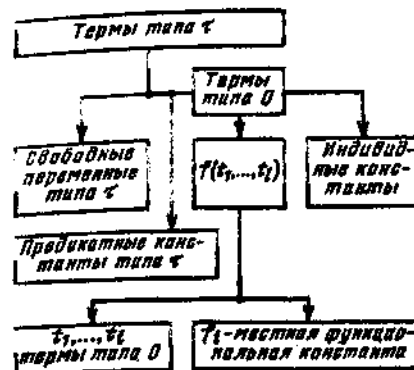 Термы типа τ
Термы
типа 0
Свободные
переменные
типа τ
f(t₁,...,tᵢ)
Индивид-
ные конс-
танты
Предикатные конс-
танты типа τ
t₁,...,tᵢ
термы типа 0
fᵢ-местная функцио-
нальная константа